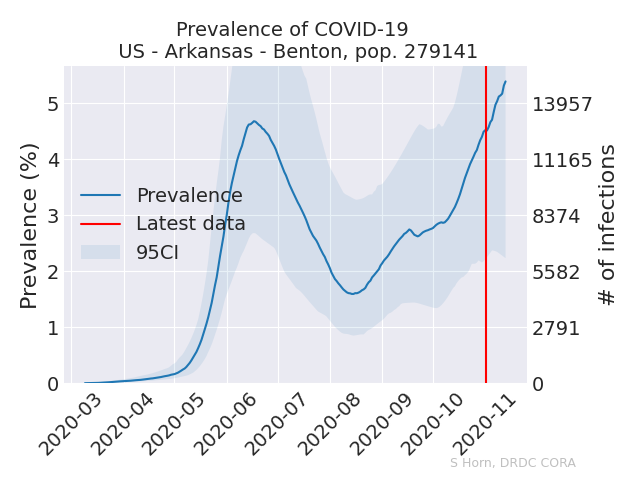 Prevalence of COVID-19
US - Arkansas - Benton, pop. 279141
Prevalence (%)
5
4
3
2
1
0
Prevalence
Latest data
95CI
13957
11165
8374
5582
2791
0
# of infections
2020-03
2020-04
2020-05
2020-06
2020-07
2020-08
2020-09
2020-10
2020-11
S Horn, DRDC CORA